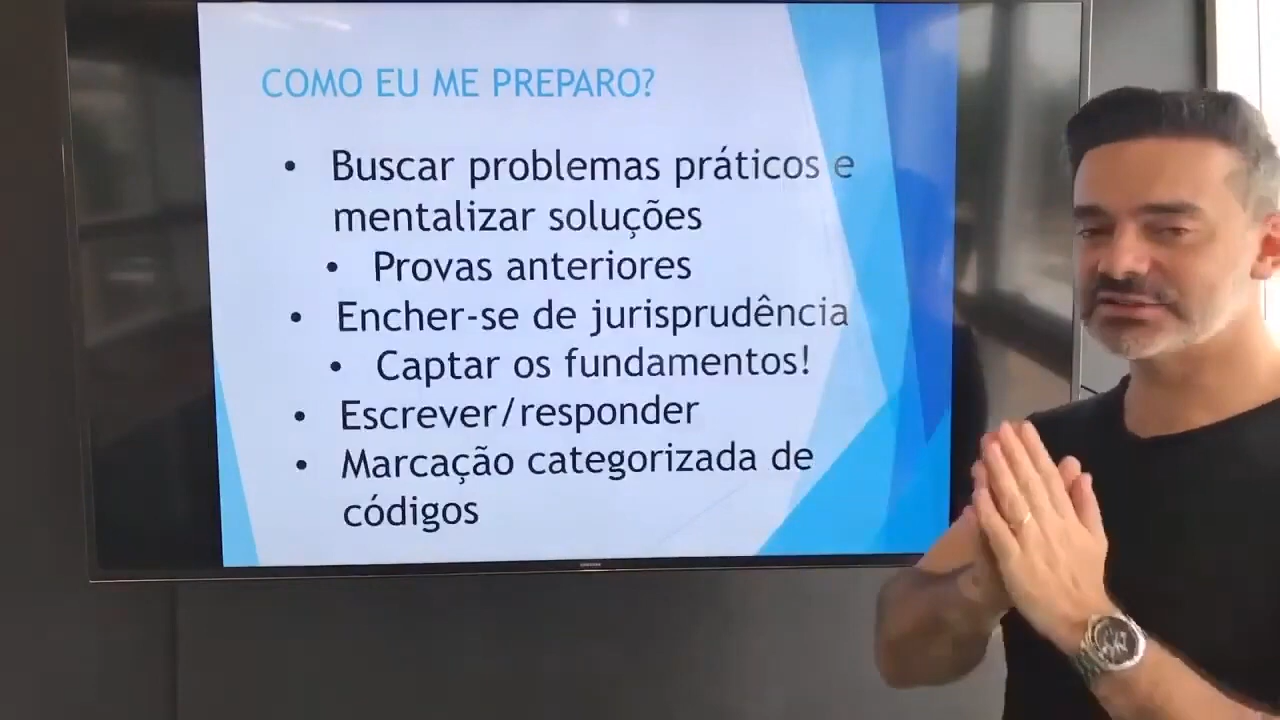 COMO EU ME PREPARO?
• Buscar problemas práticos e
mentalizar soluções
• Provas anteriores
• Encher-se de jurisprudência
• Captar os fundamentos!
• Escrever/responder
• Marcação categorizada de
códigos
SAMSUNG